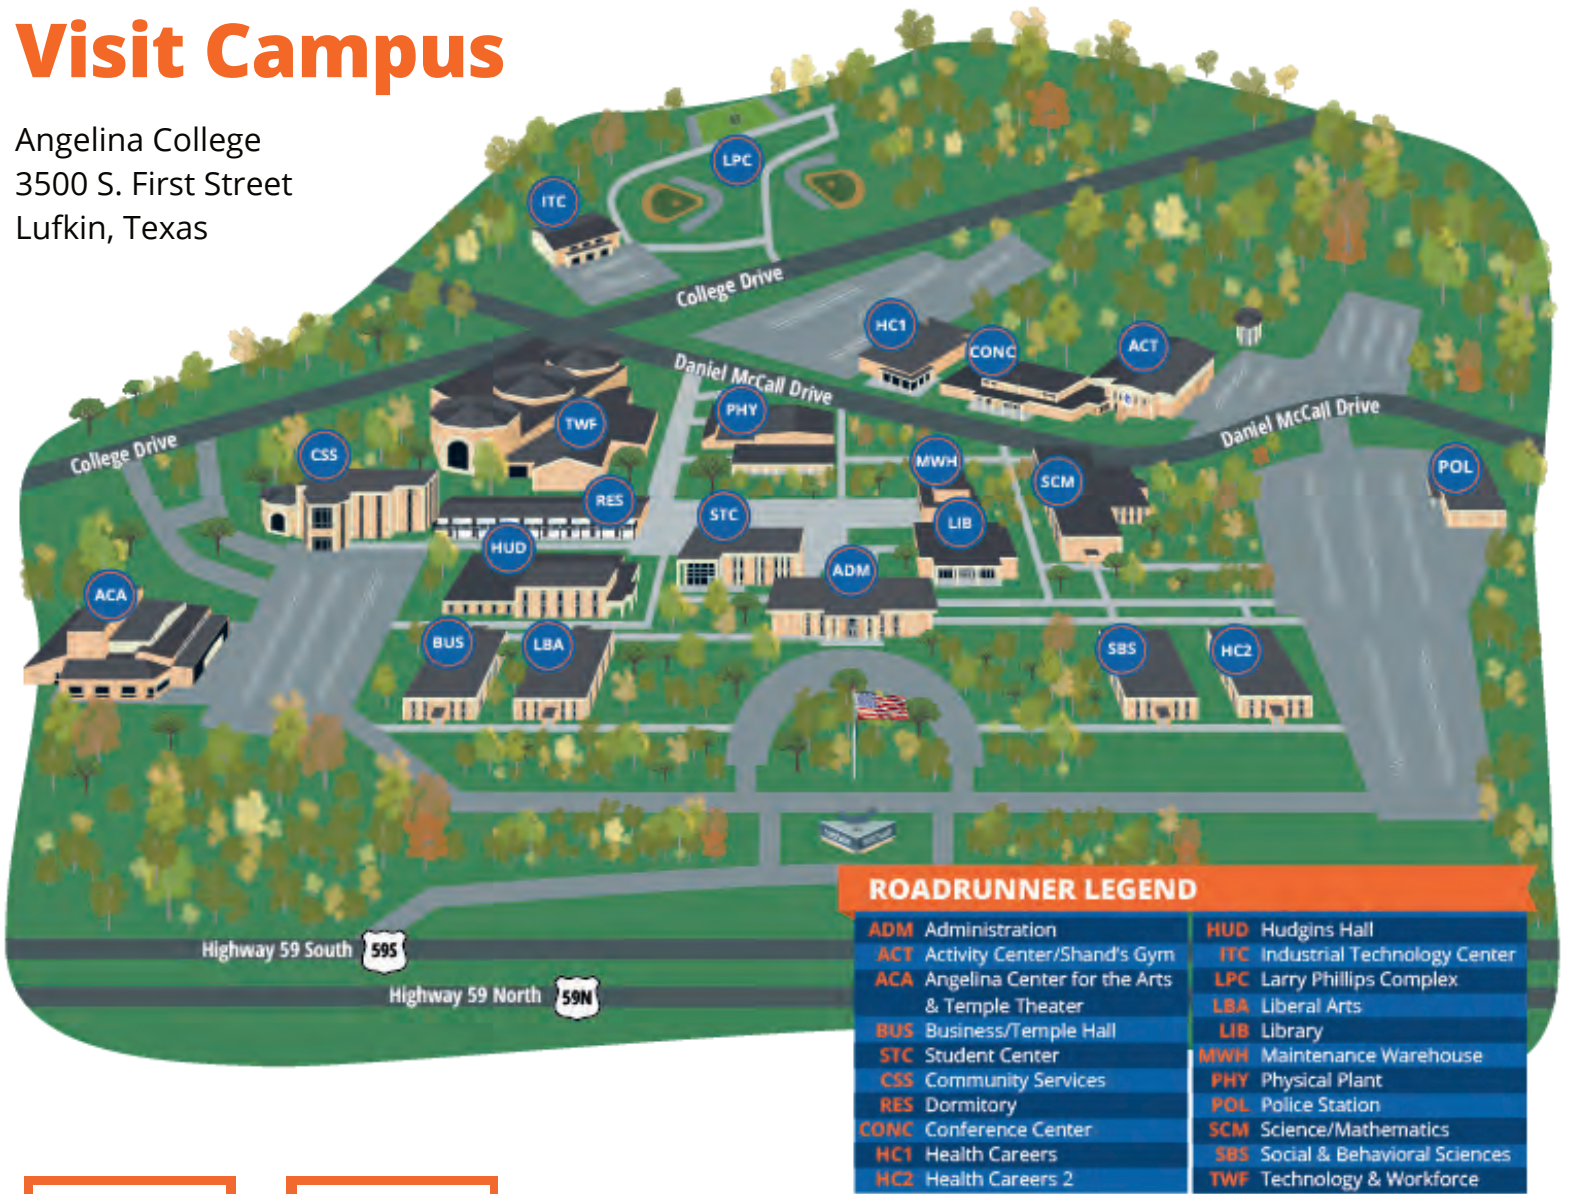 Visit Campus
Angelina College
3500 S. First Street
Lufkin, Texas
LPC
ITC
College Drive
HC1
CONC
ACT
Daniel McCall Drive
PHY
TWF
Daniel McCall Drive
College Drive
CSS
MWH
POL
SCM
RES
STC
LIB
HUD
ADM
ACA
BUS
LBA
SBS
HC2
Highway 59 South
59S
Highway 59 North
59N
ROADRUNNER LEGEND
ADM Administration
ACT Activity Center/Shand's Gym
ACA Angelina Center for the Arts
& Temple Theater
BUS Business/Temple Hall
STC Student Center
CSS Community Services
RES Dormitory
CONC Conference Center
HC1 Health Careers
HC2 Health Careers 2
HUD Hudgins Hall
ITC Industrial Technology Center
LPC Larry Phillips Complex
LBA Liberal Arts
LIB Library
MWH Maintenance Warehouse
PHY Physical Plant
POL Police Station
SCM Science/Mathematics
SBS Social & Behavioral Sciences
TWF Technology & Workforce